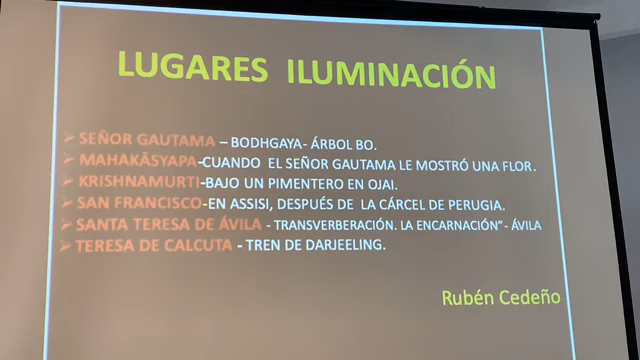 LUGARES ILUMINACIÓN
➢ SEÑOR GAUTAMA – BODHGAYA- ÁRBOL BO.
➢ MAHAKĀSYAPA-CUANDO EL SEÑOR GAUTAMA LE MOSTRÓ UNA FLOR.
➢ KRISHNAMURTI-BAJO UN PIMENTERO EN OJAI.
➢ SAN FRANCISCO-EN ASSISI, DESPUÉS DE LA CÁRCEL DE PERUGIA.
➢ SANTA TERESA DE ÁVILA - TRANSVERBERACIÓN. LA ENCARNACIÓN”- ÁVILA
➢ TERESA DE CALCUTA - TREN DE DARJEELING.
Rubén Cedeño